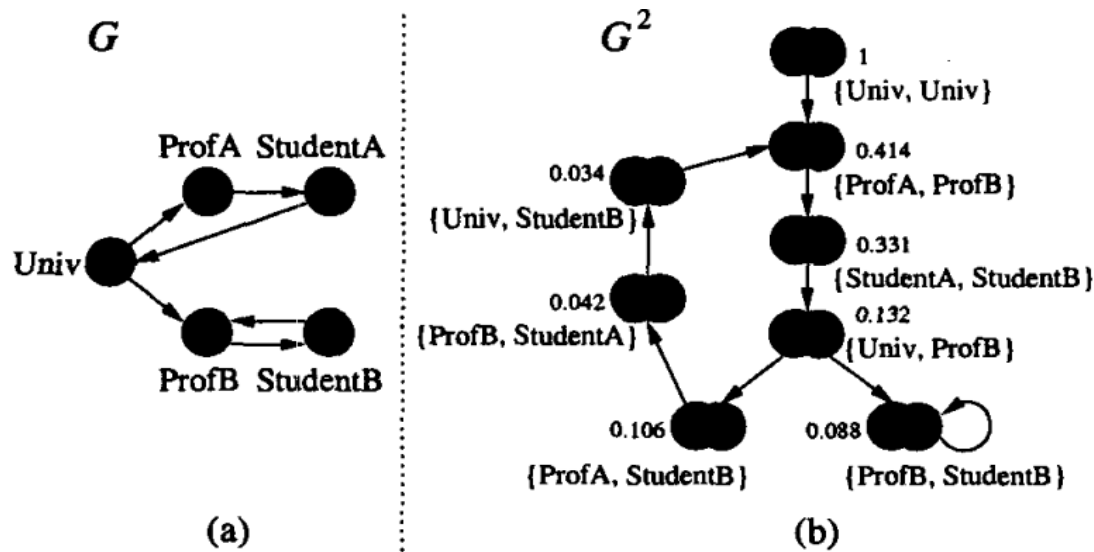 G
ProfA StudentA
Univ
ProfB StudentB
(a)
G²
1
{Univ, Univ}
0.414
{ProfA, ProfB}
0.034
{Univ, StudentB}
0.331
{StudentA, StudentB}
0.042
{ProfB, StudentA}
0.132
{Univ, ProfB}
0.106
{ProfA, StudentB}
0.088
{ProfB, StudentB}
(b)